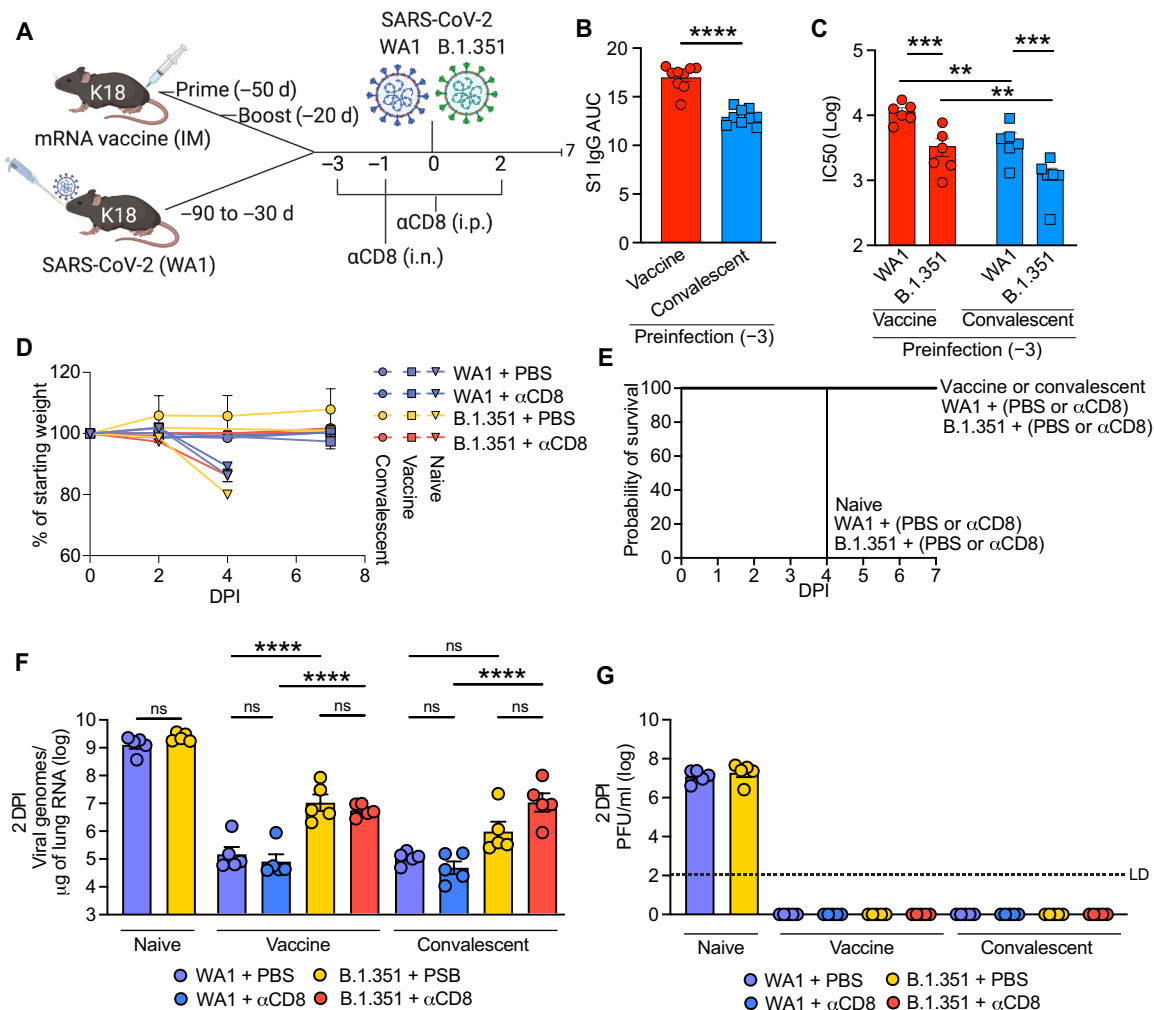 A
SARS-CoV-2
WA1 B.1.351
K18
Prime (−50 d)
Boost (−20 d)
mRNA vaccine (IM)
−3 −1 0 2 7
K18
−90 to −30 d
αCD8 (i.p.)
αCD8 (i.n.)
SARS-CoV-2 (WA1)
B
****
S1 IgG AUC
20
15
10
5
0
Vaccine
Convalescent
Preinfection (−3)
C
*** ***
**
**
IC50 (Log)
5
4
3
2
WA1
B.1.351
WA1
B.1.351
Vaccine Convalescent
Preinfection (−3)
D
% of starting weight
120
100
80
60
0 2 4 6 8
DPI
WA1 + PBS
WA1 + αCD8
B.1.351 + PBS
B.1.351 + αCD8
Convalescent
Vaccine
Naive
E
Probability of survival
100
80
60
40
20
0
0 1 2 3 4 5 6 7
DPI
Vaccine or convalescent
WA1 + (PBS or αCD8)
B.1.351 + (PBS or αCD8)
Naive
WA1 + (PBS or αCD8)
B.1.351 + (PBS or αCD8)
F
**** ns
**** ****
ns ns ns ns ns
2 DPI
Viral genomes/
μg of lung RNA (log)
10
9
8
7
6
5
4
3
Naive Vaccine Convalescent
WA1 + PBS B.1.351 + PSB
WA1 + αCD8 B.1.351 + αCD8
G
2 DPI
PFU/ml (log)
10
8
6
4
2
0
LD
Naive Vaccine Convalescent
WA1 + PBS B.1.351 + PBS
WA1 + αCD8 B.1.351 + αCD8